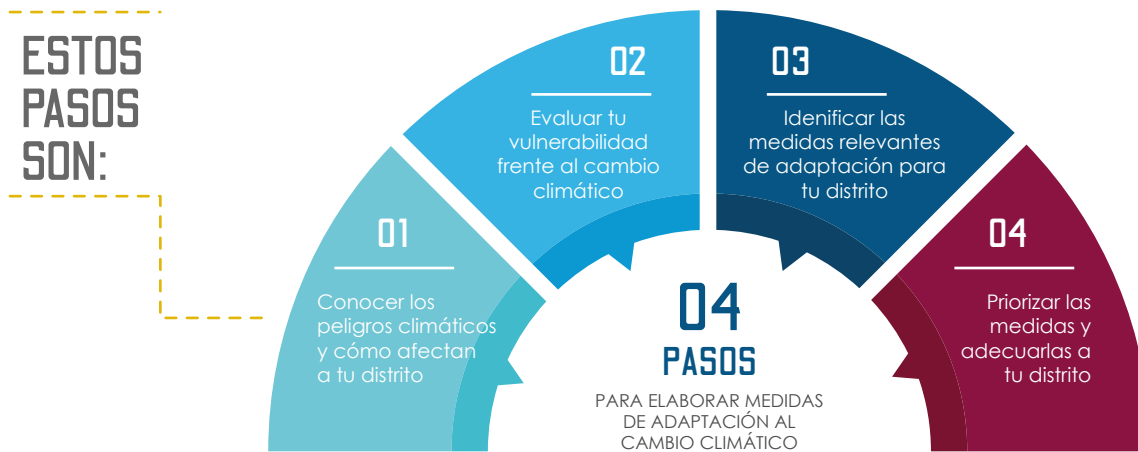 ESTOS
PASOS
SON:
01
Conocer los
peligros climáticos
y cómo afectan
a tu distrito
02
Evaluar tu
vulnerabilidad
frente al cambio
climático
03
Idenificar las
medidas relevantes
de adaptación para
tu distrito
04
Priorizar las
medidas y
adecuarlas a
tu distrito
04
PASOS
PARA ELABORAR MEDIDAS
DE ADAPTACIÓN AL
CAMBIO CLIMÁTICO